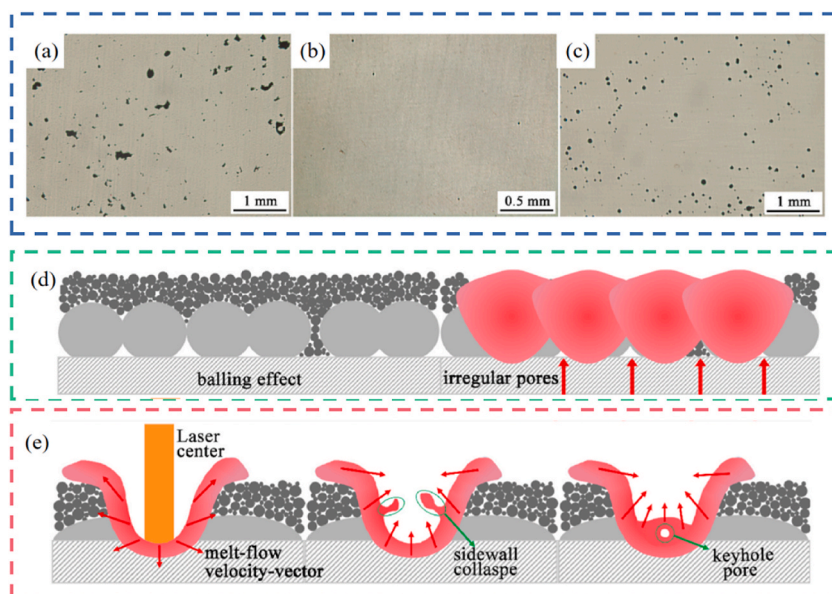 (a)
(b)
(c)
1 mm
0.5 mm
1 mm
(d)
balling effect
irregular pores
(e)
Laser
center
melt-flow
velocity-vector
sidewall
collaspe
keyhole
pore